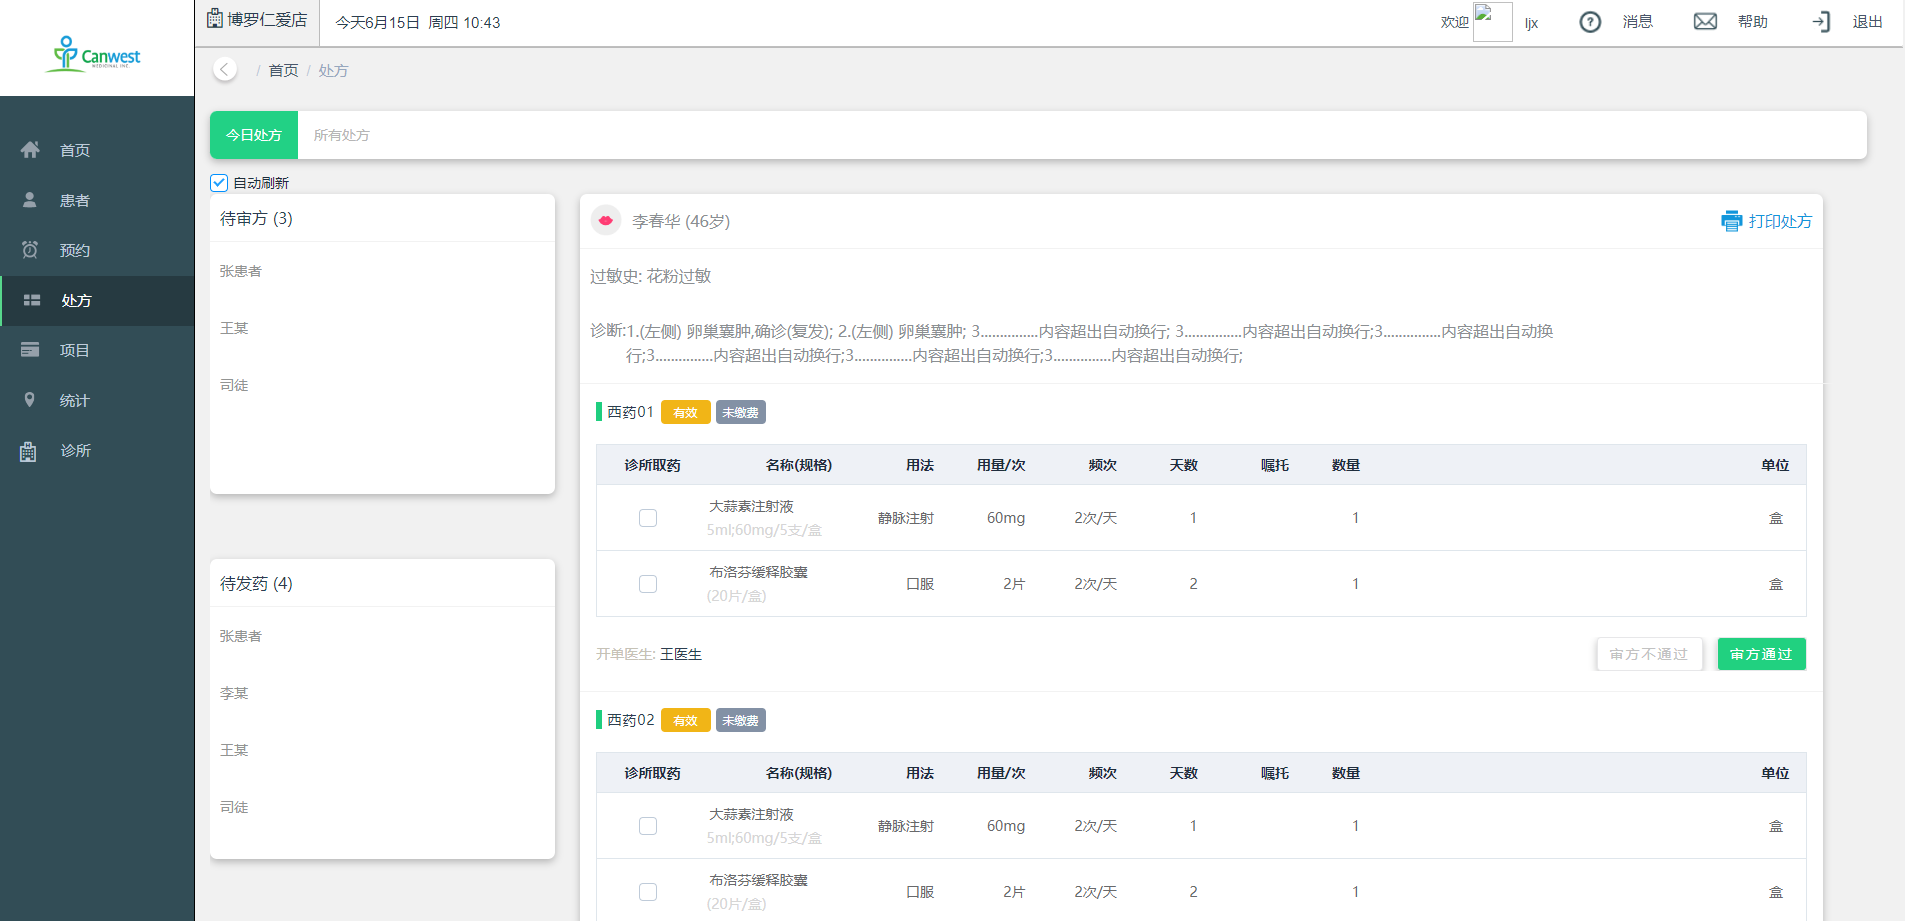 博罗仁爱店
今天6月15日 周四 10:43
欢迎
ljx
消息
帮助
退出
Canwest
MEDICINAL INC.
/ 首页 / 处方
首页
患者
预约
处方
项目
统计
诊所
今日处方
所有处方
自动刷新
待审方 (3)
张患者
王某
司徒
待发药 (4)
张患者
李某
王某
司徒
李春华 (46岁)
打印处方
过敏史: 花粉过敏
诊断:1.(左侧) 卵巢囊肿,确诊(复发); 2.(左侧) 卵巢囊肿; 3..............内容超出自动换行; 3..............内容超出自动换行;3..............内容超出自动换
行;3..............内容超出自动换行;3..............内容超出自动换行;3..............内容超出自动换行;
西药01 有效 未缴费
诊所取药 名称(规格) 用法 用量/次 频次 天数 嘱托 数量 单位
大蒜素注射液
5ml;60mg/5支/盒
静脉注射 60mg 2次/天 1 1 盒
布洛芬缓释胶囊
(20片/盒)
口服 2片 2次/天 2 1 盒
开单医生: 王医生
审方不通过
审方通过
西药02 有效 未缴费
诊所取药 名称(规格) 用法 用量/次 频次 天数 嘱托 数量 单位
大蒜素注射液
5ml;60mg/5支/盒
静脉注射 60mg 2次/天 1 1 盒
布洛芬缓释胶囊
(20片/盒)
口服 2片 2次/天 2 1 盒